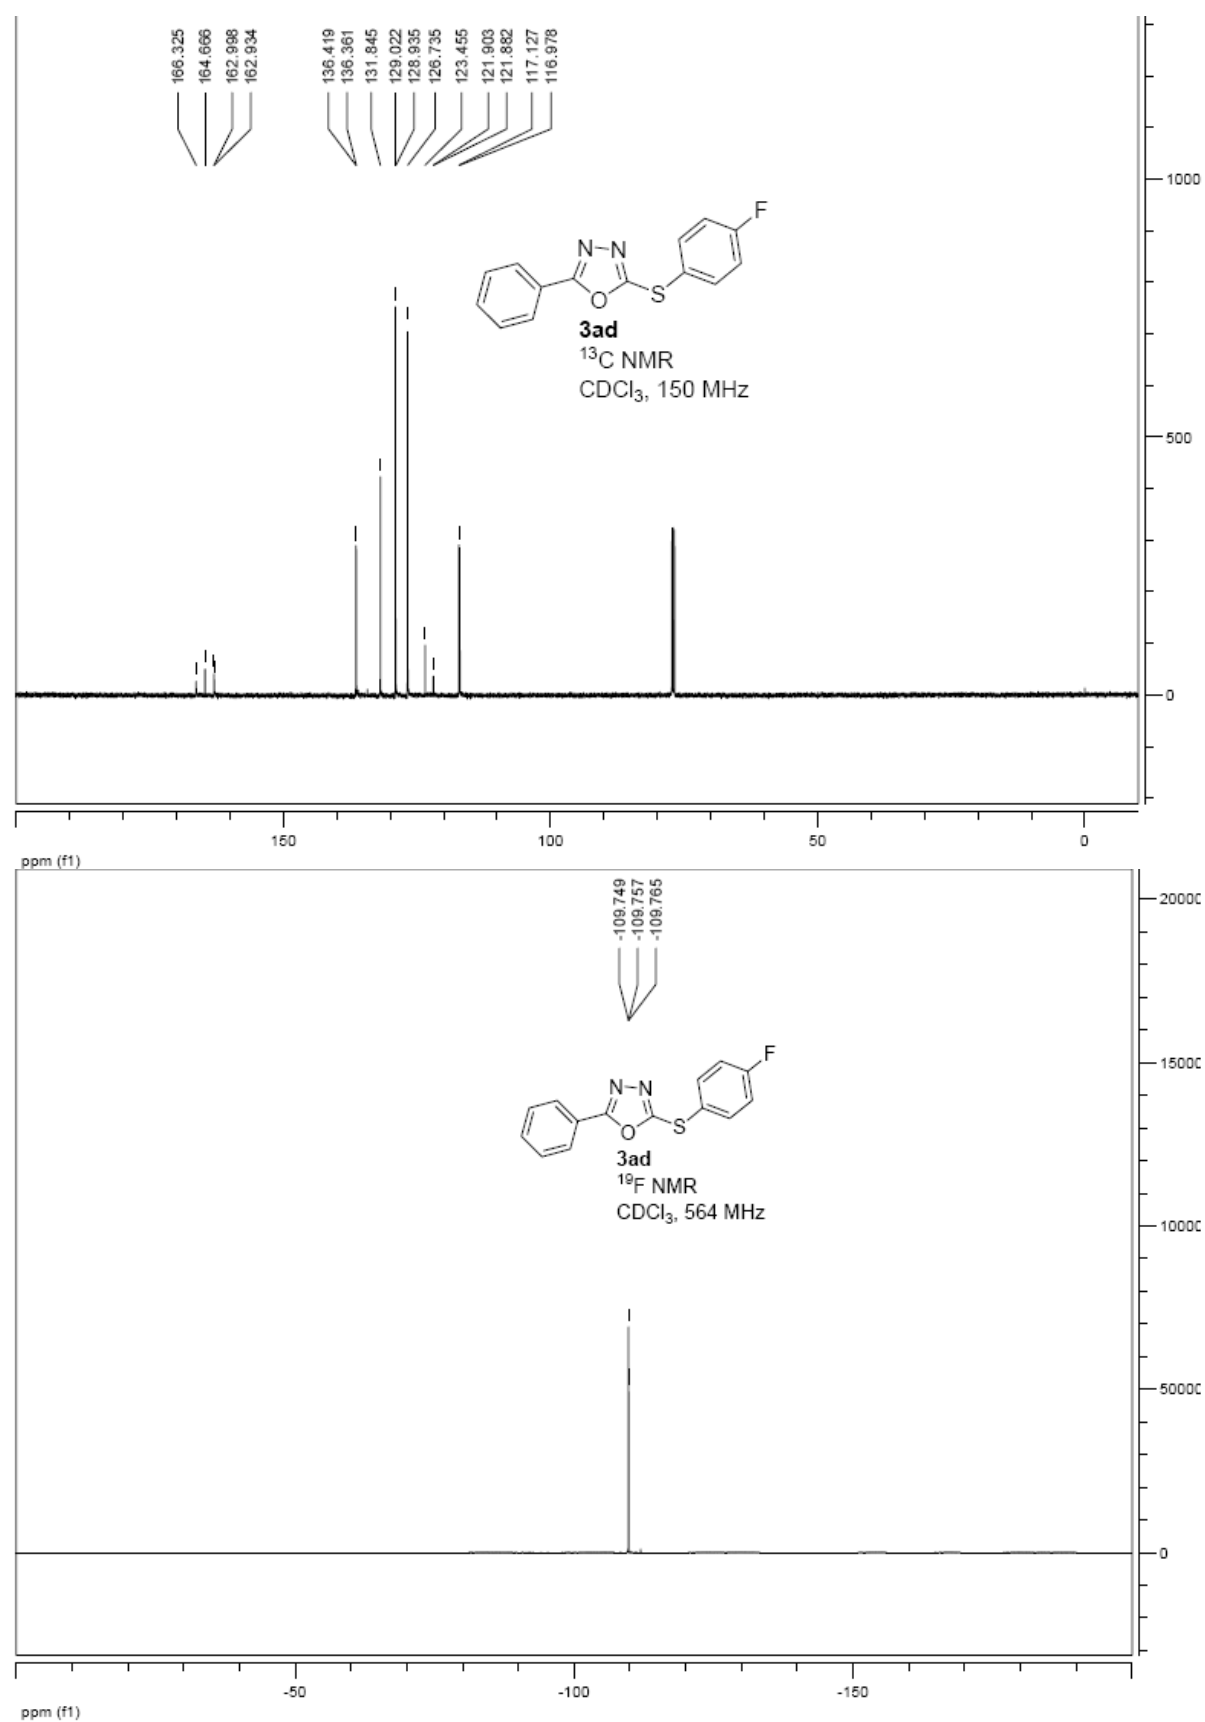 166.325
164.666
162.998
162.934
136.419
136.361
131.845
129.022
128.935
126.735
123.455
121.903
121.882
117.127
116.978
1000
F
N N
O
S
3ad
¹³C NMR
CDCl₃, 150 MHz
500
0
150 100 50 0
ppm (f1)
-109.749
-109.757
-109.765
20000
15000
F
N N
O
S
3ad
¹⁹F NMR
CDCl₃, 564 MHz
10000
50000
0
-50 -100 -150
ppm (f1)